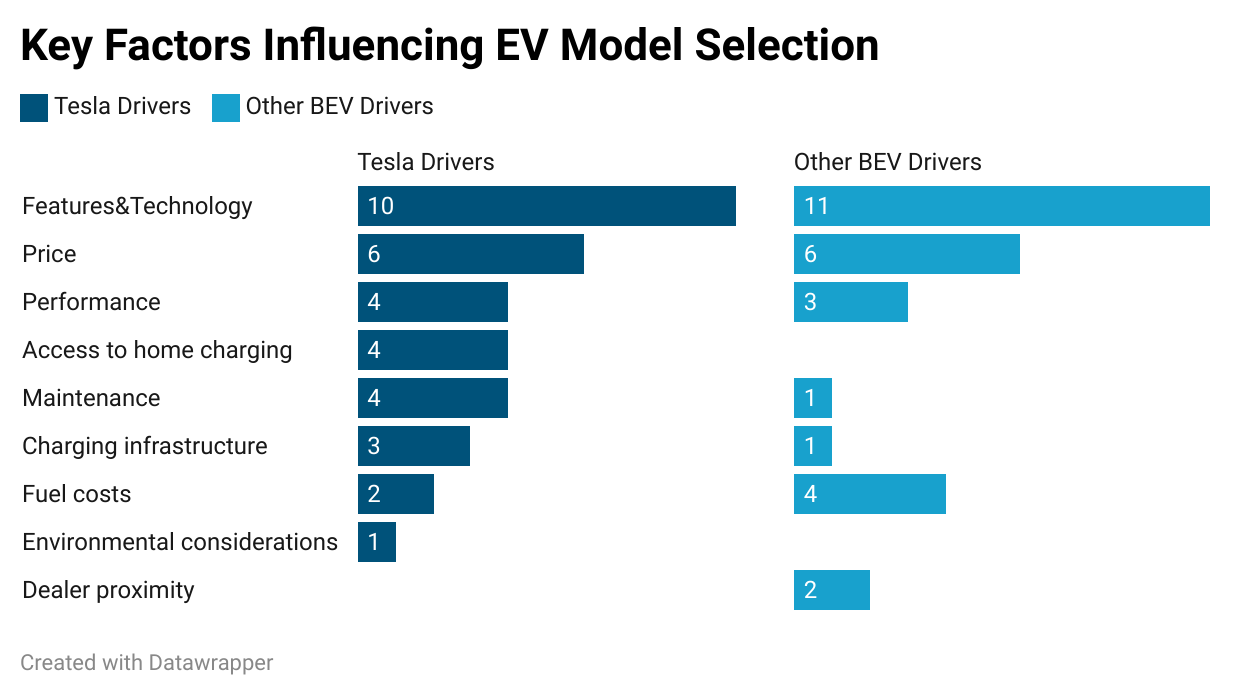 Key Factors Influencing EV Model Selection
Tesla Drivers Other BEV Drivers
Tesla Drivers Other BEV Drivers
Features&Technology 10 11
Price 6 6
Performance 4 3
Access to home charging 4
Maintenance 4 1
Charging infrastructure 3 1
Fuel costs 2 4
Environmental considerations 1
Dealer proximity 2
Created with Datawrapper